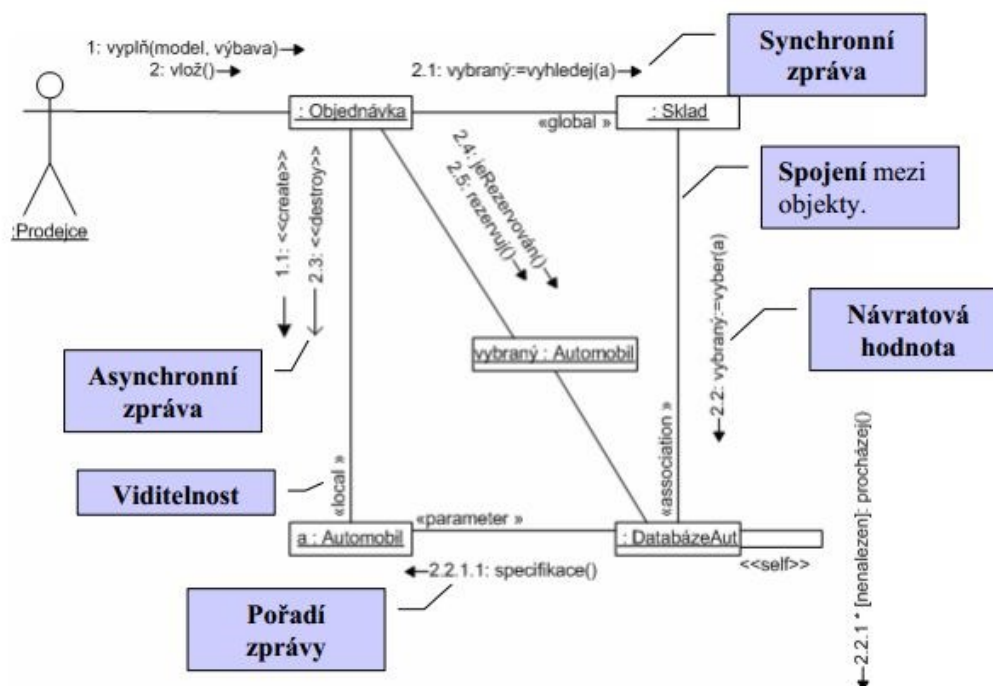 1: vyplň(model, výbava)
2: vlož()
2.1: vybraný:=vyhledej(a)
Synchronní
zpráva
: Objednávka
: Sklad
«global »
:Prodejce
1.1: <<create>>
2.3: <<destroy>>
2.4: jeRezervován()
2.5: rezervuj()
Spojení mezi
objekty.
2.2: vybraný:=vyber(a)
Návratová
hodnota
vybraný : Automobil
Asynchronní
zpráva
Viditelnost
«local »
«association »
2.2.1 * [nenalezen]: procházej()
a : Automobil
«parameter »
: DatabázeAut
<<self>>
2.2.1.1: specifikace()
Pořadí
zprávy